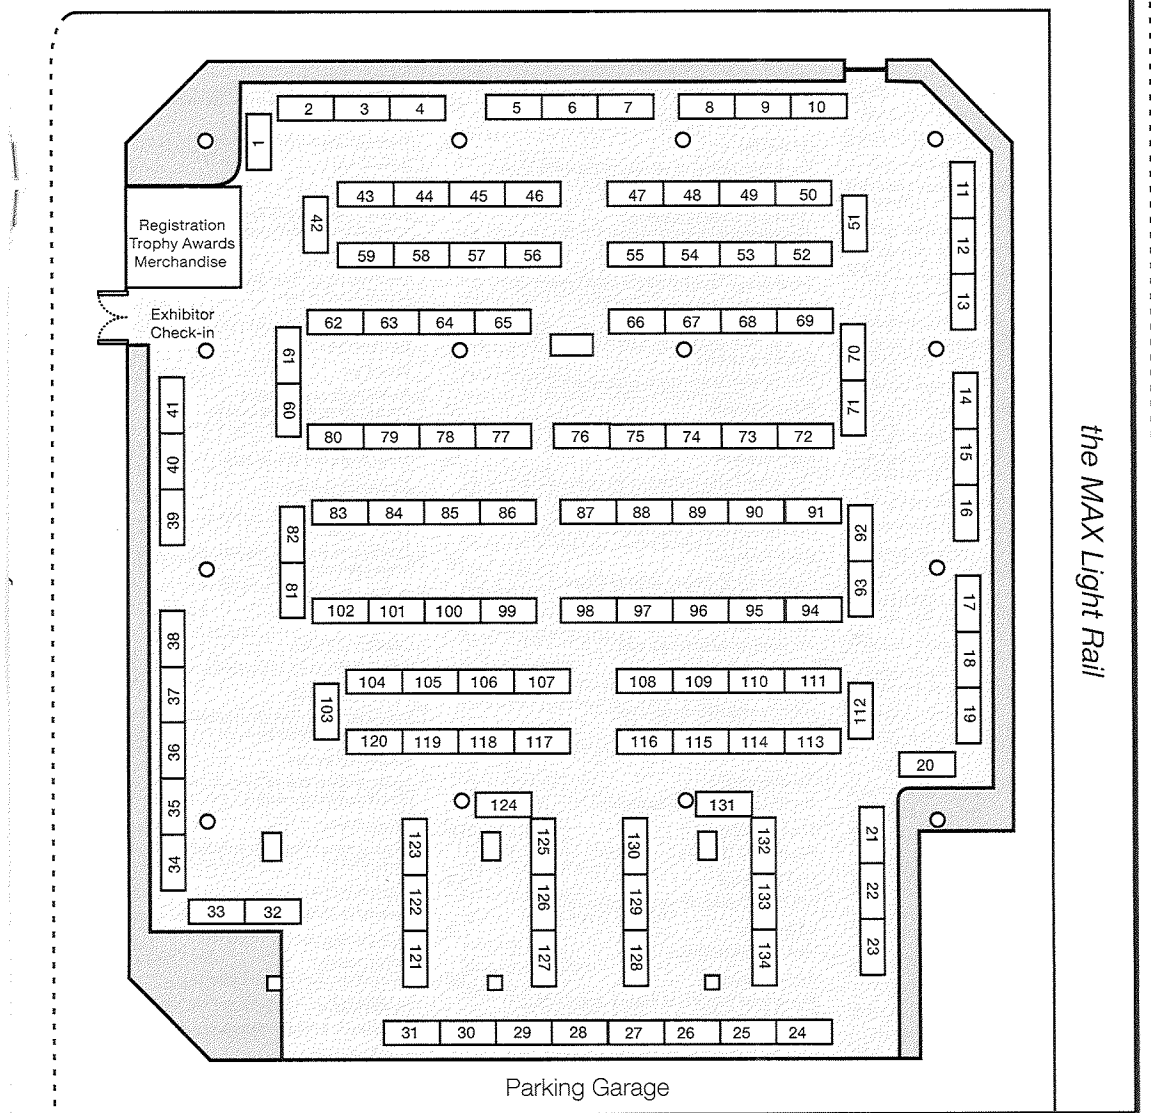 2 3 4 5 6 7 8 9 10
1
11
43 44 45 46 47 48 49 50
42 51
Registration
Trophy Awards
Merchandise
12
59 58 57 56 55 54 53 52
13
Exhibitor
Check-in
62 63 64 65 66 67 68 69
61 70
60 71
41 14
80 79 78 77 76 75 74 73 72
40 15
39 16
83 84 85 86 87 88 89 90 91
82 92
81 93
the MAX Light Rail
17
102 101 100 99 98 97 96 95 94
38 18
104 105 106 107 108 109 110 111
37 19
103 112
120 119 118 117 116 115 114 113
36 20
35
124 131
34
123 125 130 132 21
122 126 129 133 22
33 32
121 127 128 134 23
31 30 29 28 27 26 25 24
Parking Garage